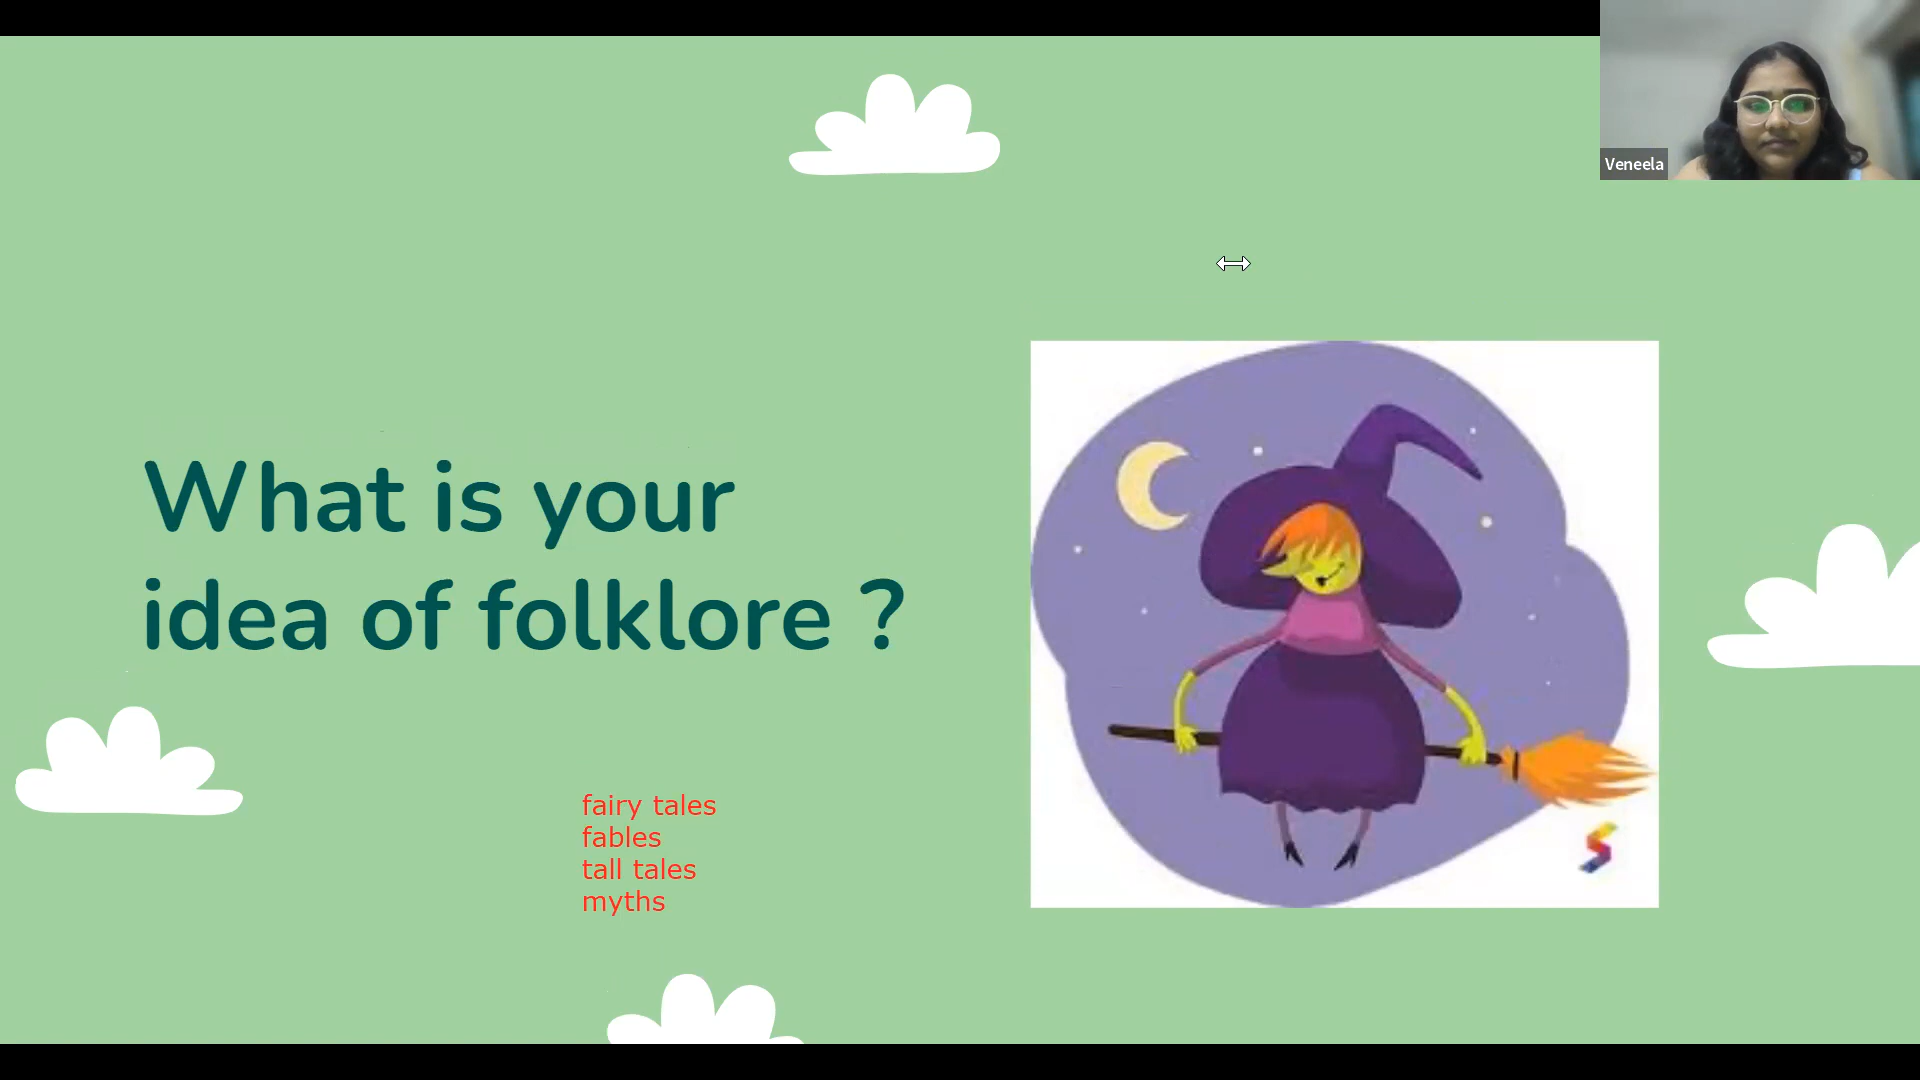 Veneela
What is your
idea of folklore ?
fairy tales
fables
tall tales
myths